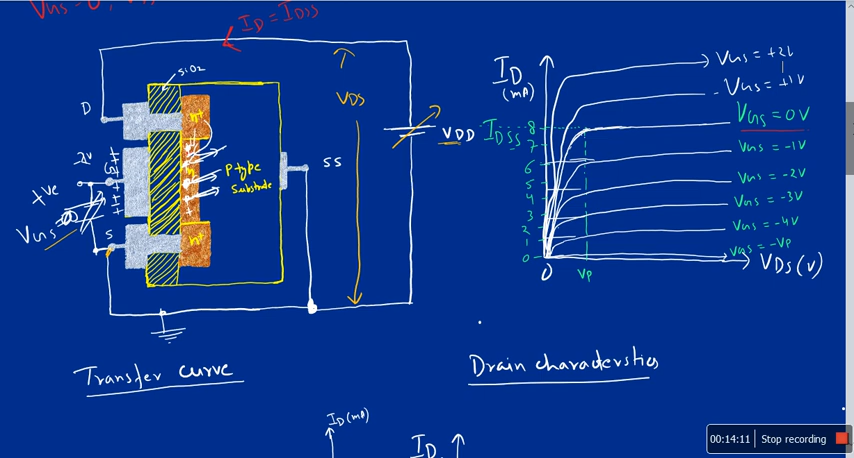 ID = IDSS
SiO2
D
n+
VDS
VDD
2V
G
n
P type
Substrate
SS
+ve
VGS
S
n+
ID
(mA)
VGS = +2V
VGS = +1V
VGS = 0V
IDSS 8
7
6
5
4
3
2
1
0
VGS = -1V
VGS = -2V
VGS = -3V
VGS = -4V
VGS = -VP
0
VP
VDS (V)
Transfer curve
Drain characterstics
ID (mA)
ID
00:14:11
Stop recording